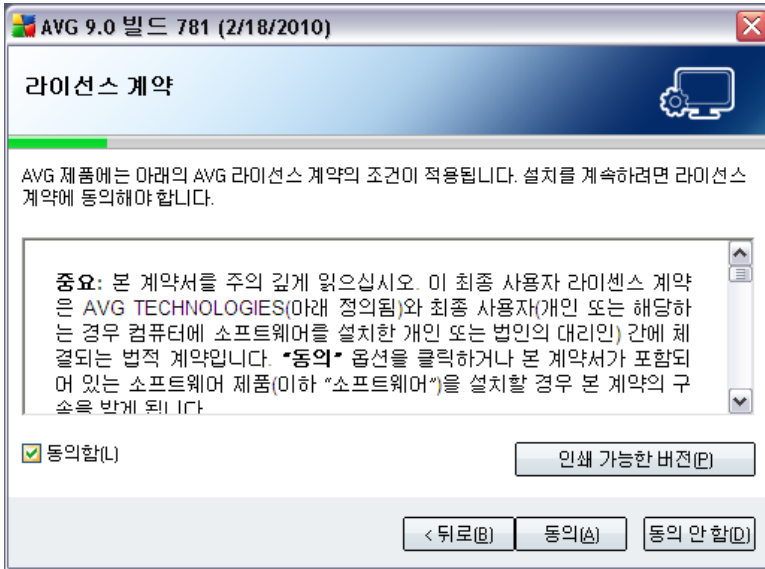 AVG 9.0 빌드 781 (2/18/2010)
라이선스 계약
AVG 제품에는 아래의 AVG 라이선스 계약의 조건이 적용됩니다. 설치를 계속하려면 라이선스
계약에 동의해야 합니다.
중요: 본 계약서를 주의 깊게 읽으십시오. 이 최종 사용자 라이센스 계약
은 AVG TECHNOLOGIES(아래 정의됨)와 최종 사용자(개인 또는 해당하
는 경우 컴퓨터에 소프트웨어를 설치한 개인 또는 법인의 대리인) 간에 체
결되는 법적 계약입니다. "동의" 옵션을 클릭하거나 본 계약서가 포함되
어 있는 소프트웨어 제품(이하 "소프트웨어")을 설치할 경우 본 계약의 구
속을 받게 됩니다
동의함(L)
인쇄 가능한 버전(P)
< 뒤로(B)
동의(A)
동의 안 함(D)